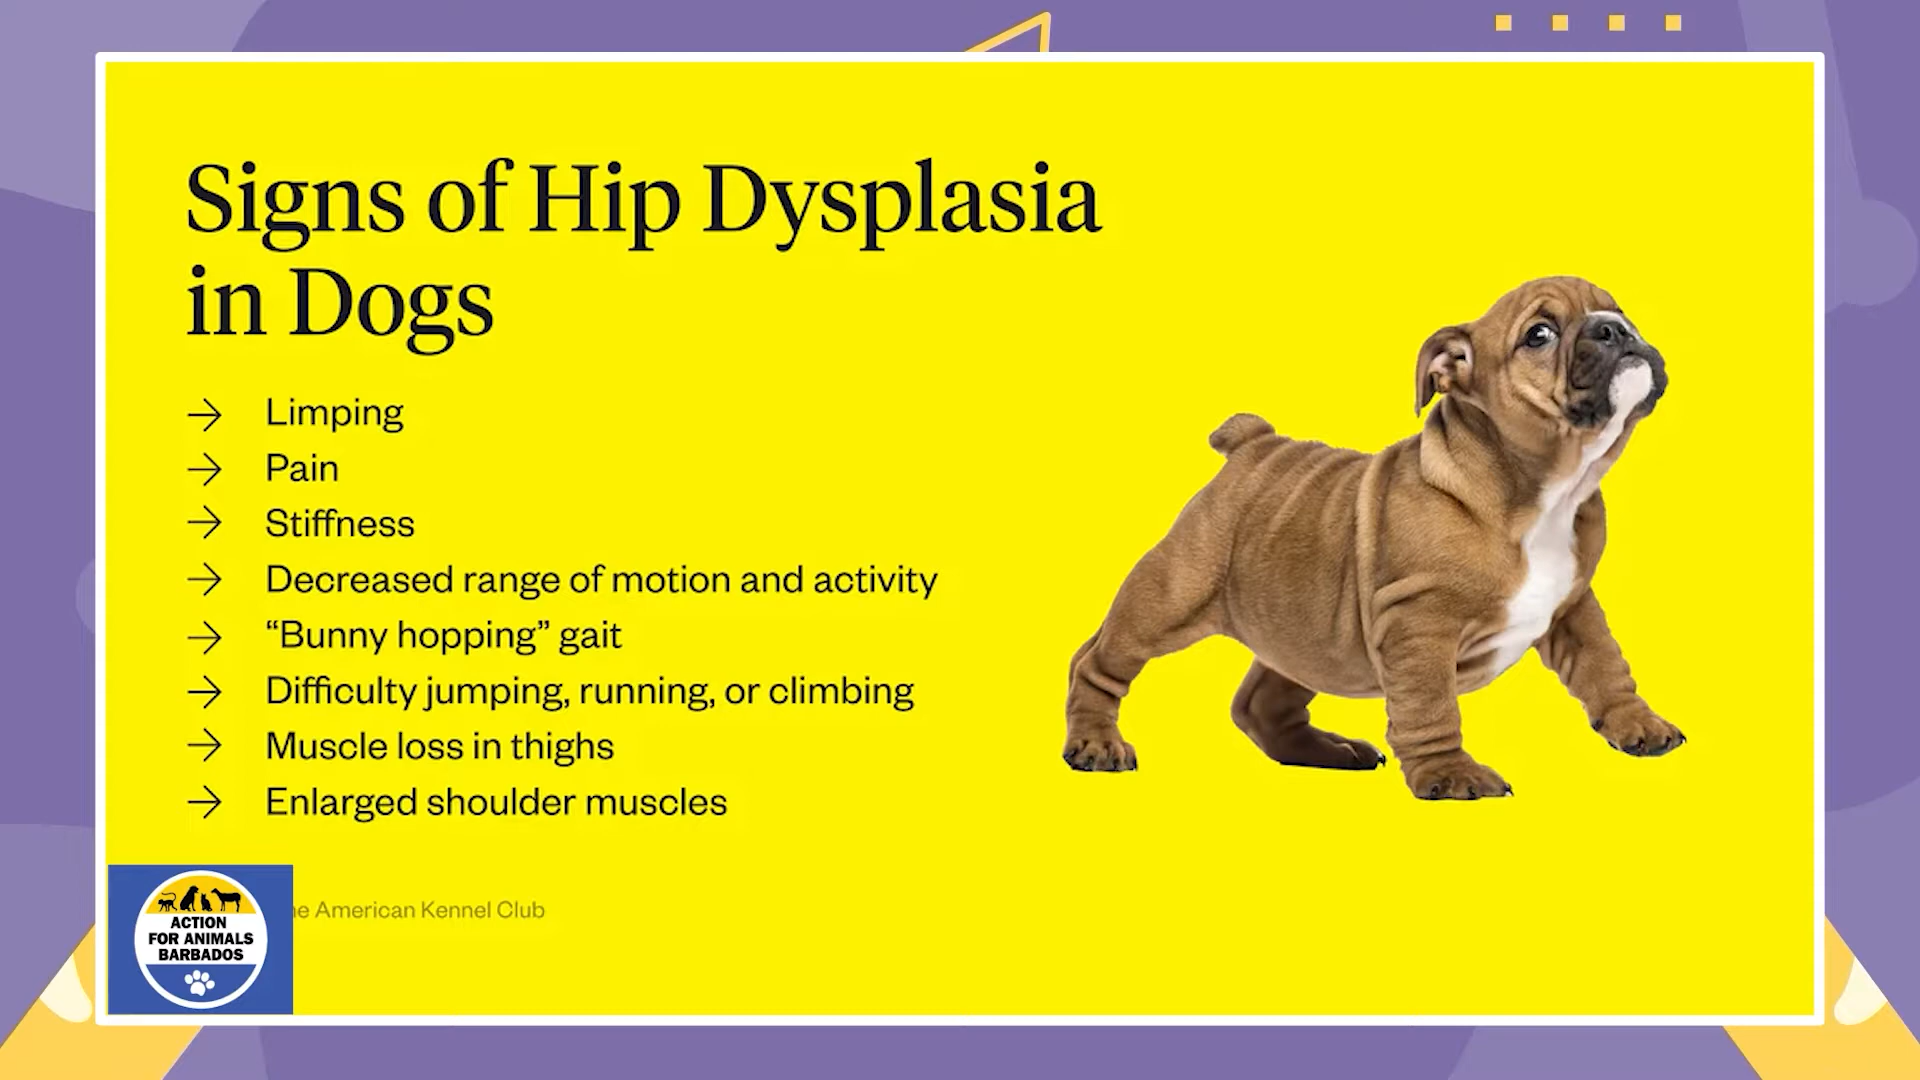 Signs of Hip Dysplasia
in Dogs
→ Limping
→ Pain
→ Stiffness
→ Decreased range of motion and activity
→ “Bunny hopping” gait
→ Difficulty jumping, running, or climbing
→ Muscle loss in thighs
→ Enlarged shoulder muscles
American Kennel Club
ACTION
FOR ANIMALS
BARBADOS